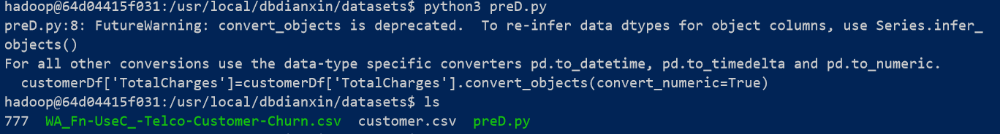 hadoop@64d04415f031:/usr/local/dbdianxin/datasets$ python3 preD.py
preD.py:8: FutureWarning: convert_objects is deprecated.  To re-infer data dtypes for object columns, use Series.infer_
objects()
For all other conversions use the data-type specific converters pd.to_datetime, pd.to_timedelta and pd.to_numeric.
  customerDf['TotalCharges']=customerDf['TotalCharges'].convert_objects(convert_numeric=True)
hadoop@64d04415f031:/usr/local/dbdianxin/datasets$ ls
777  WA_Fn-UseC_-Telco-Customer-Churn.csv  customer.csv  preD.py